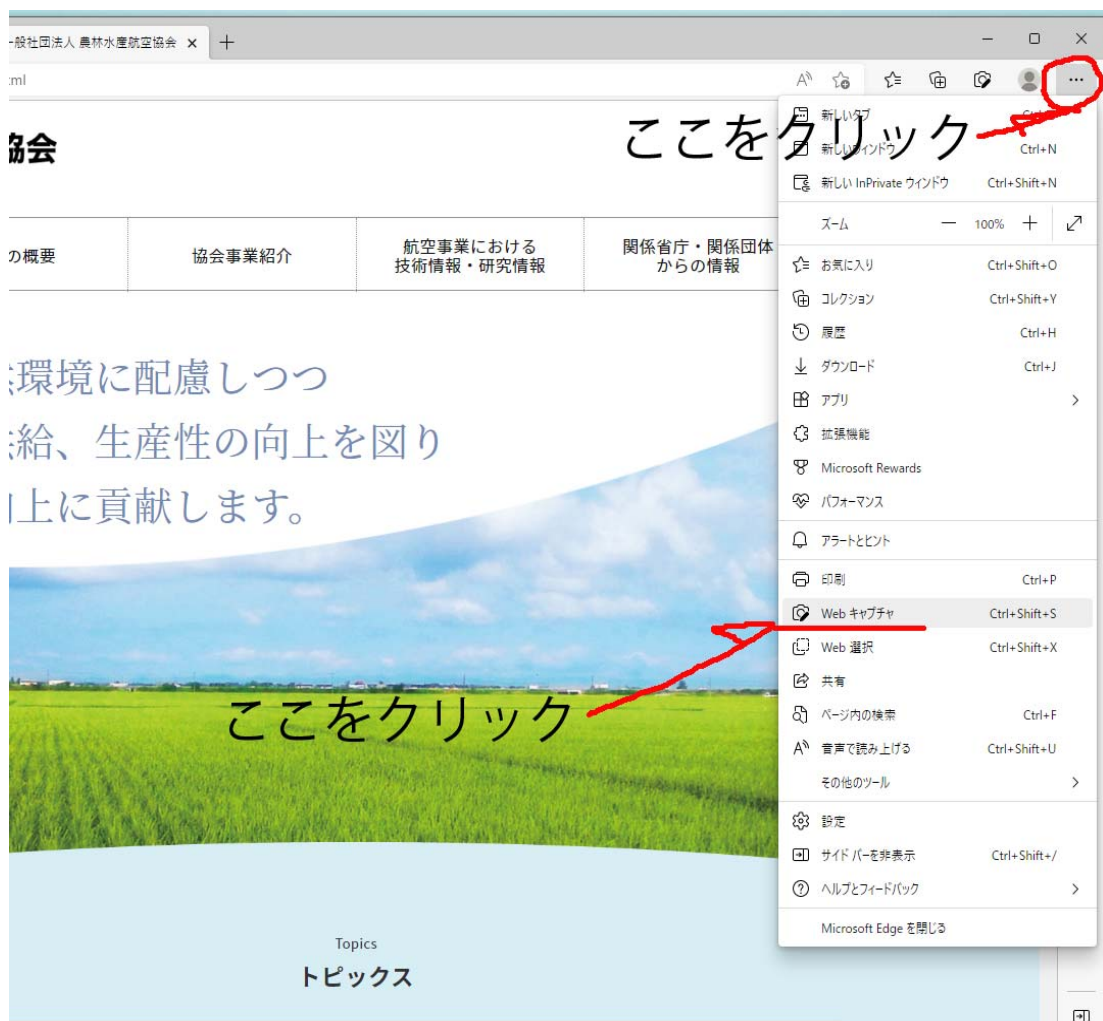 一般社団法人 農林水産航空協会
協会
ここをクリック
新しいタブ
新しいウィンドウ Ctrl+N
新しい InPrivate ウィンドウ Ctrl+Shift+N
ズーム 100%
の概要
協会事業紹介
航空事業における
技術情報・研究情報
関係省庁・関係団体
からの情報
お気に入り Ctrl+Shift+O
コレクション Ctrl+Shift+Y
履歴 Ctrl+H
ダウンロード Ctrl+J
アプリ
拡張機能
Microsoft Rewards
パフォーマンス
アラートとヒント
印刷 Ctrl+P
Web キャプチャ Ctrl+Shift+S
Web 選択 Ctrl+Shift+X
共有
ページ内の検索 Ctrl+F
音声で読み上げる Ctrl+Shift+U
その他のツール
設定
サイド バーを非表示 Ctrl+Shift+/
ヘルプとフィードバック
Microsoft Edge を閉じる
環境に配慮しつつ
給、生産性の向上を図り
上に貢献します。
ここをクリック
Topics
トピックス